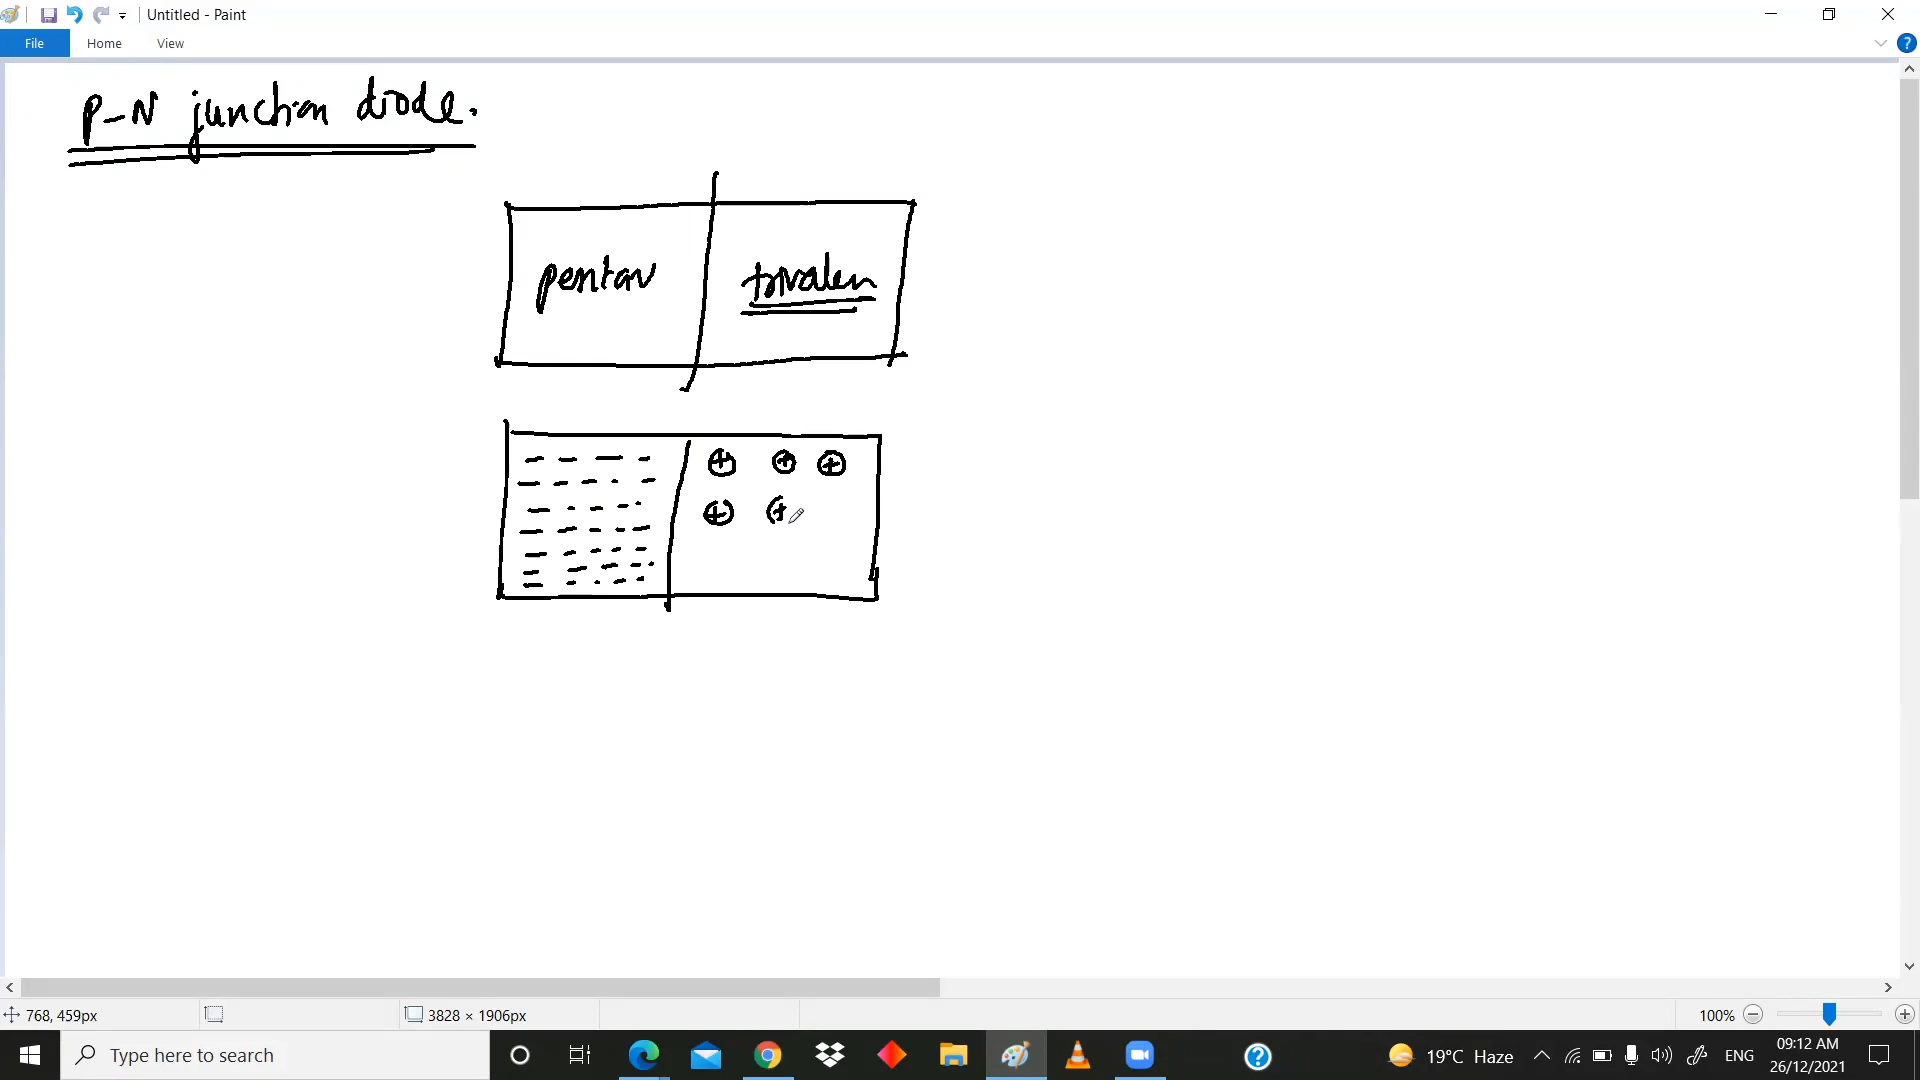 Untitled - Paint
File Home View
P-N junction diode.
pentav trivalen
768, 459px
3828 × 1906px
100%
Type here to search
19°C Haze
ENG
09:12 AM
26/12/2021